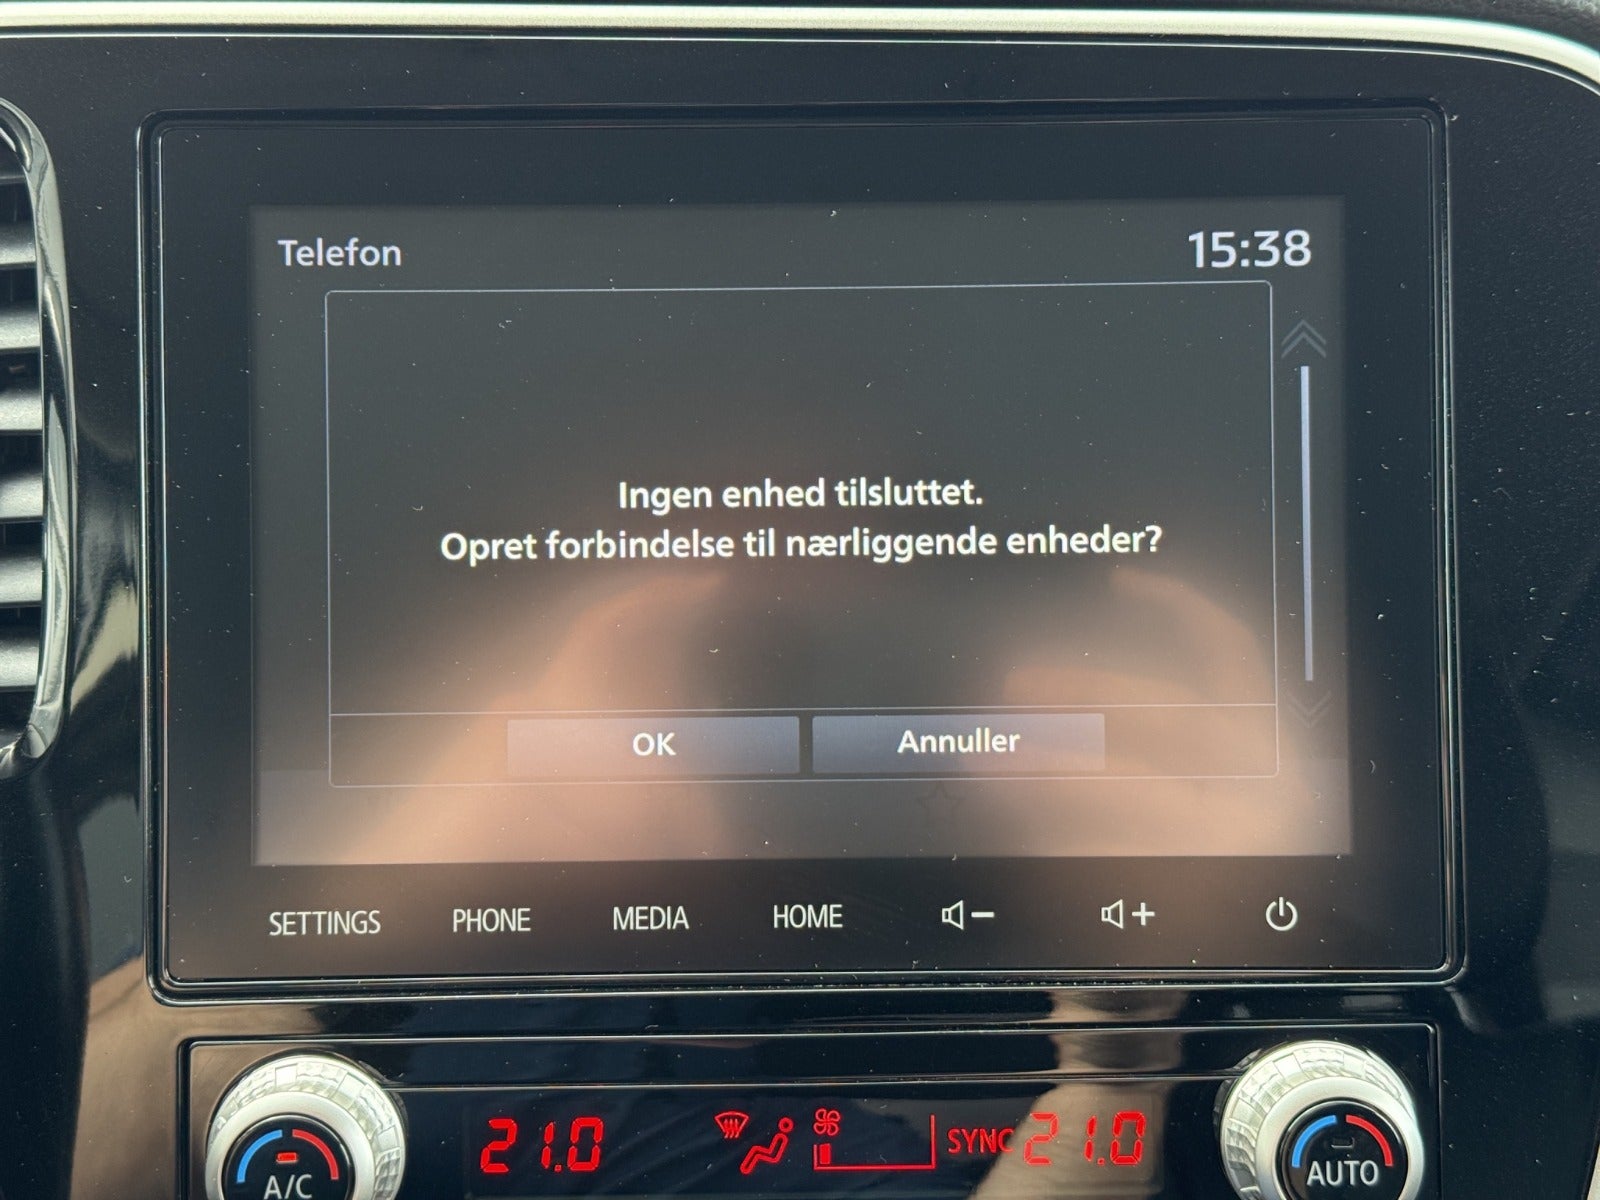 Telefon
15:38
Ingen enhed tilsluttet.
Opret forbindelse til nærliggende enheder?
OK
Annuller
SETTINGS
PHONE
MEDIA
HOME
−
+
21.0
SYNC
21.0
A/C
AUTO